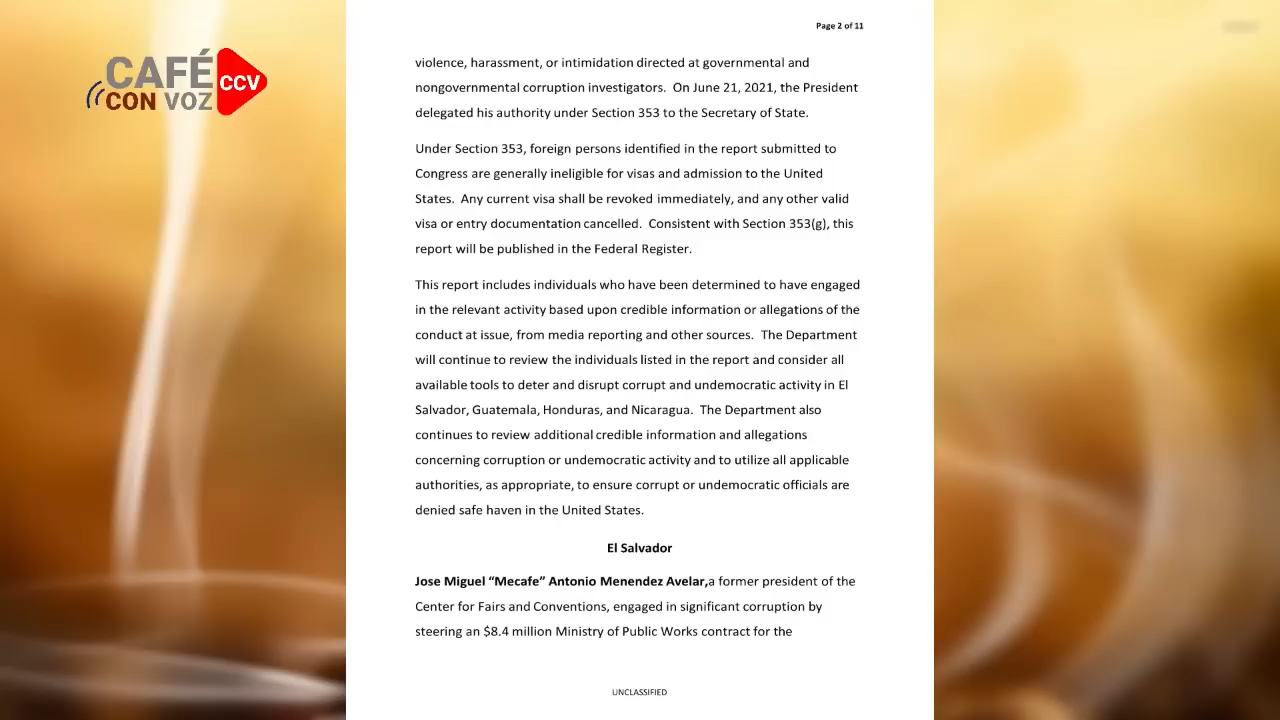 CAFÉ
CON VOZ
CCV
Page 2 of 11
violence, harassment, or intimidation directed at governmental and
nongovernmental corruption investigators.  On June 21, 2021, the President
delegated his authority under Section 353 to the Secretary of State.
Under Section 353, foreign persons identified in the report submitted to
Congress are generally ineligible for visas and admission to the United
States.  Any current visa shall be revoked immediately, and any other valid
visa or entry documentation cancelled.  Consistent with Section 353(g), this
report will be published in the Federal Register.
This report includes individuals who have been determined to have engaged
in the relevant activity based upon credible information or allegations of the
conduct at issue, from media reporting and other sources.  The Department
will continue to review the individuals listed in the report and consider all
available tools to deter and disrupt corrupt and undemocratic activity in El
Salvador, Guatemala, Honduras, and Nicaragua.  The Department also
continues to review additional credible information and allegations
concerning corruption or undemocratic activity and to utilize all applicable
authorities, as appropriate, to ensure corrupt or undemocratic officials are
denied safe haven in the United States.
El Salvador
Jose Miguel “Mecafe” Antonio Menendez Avelar,a former president of the
Center for Fairs and Conventions, engaged in significant corruption by
steering an $8.4 million Ministry of Public Works contract for the
UNCLASSIFIED